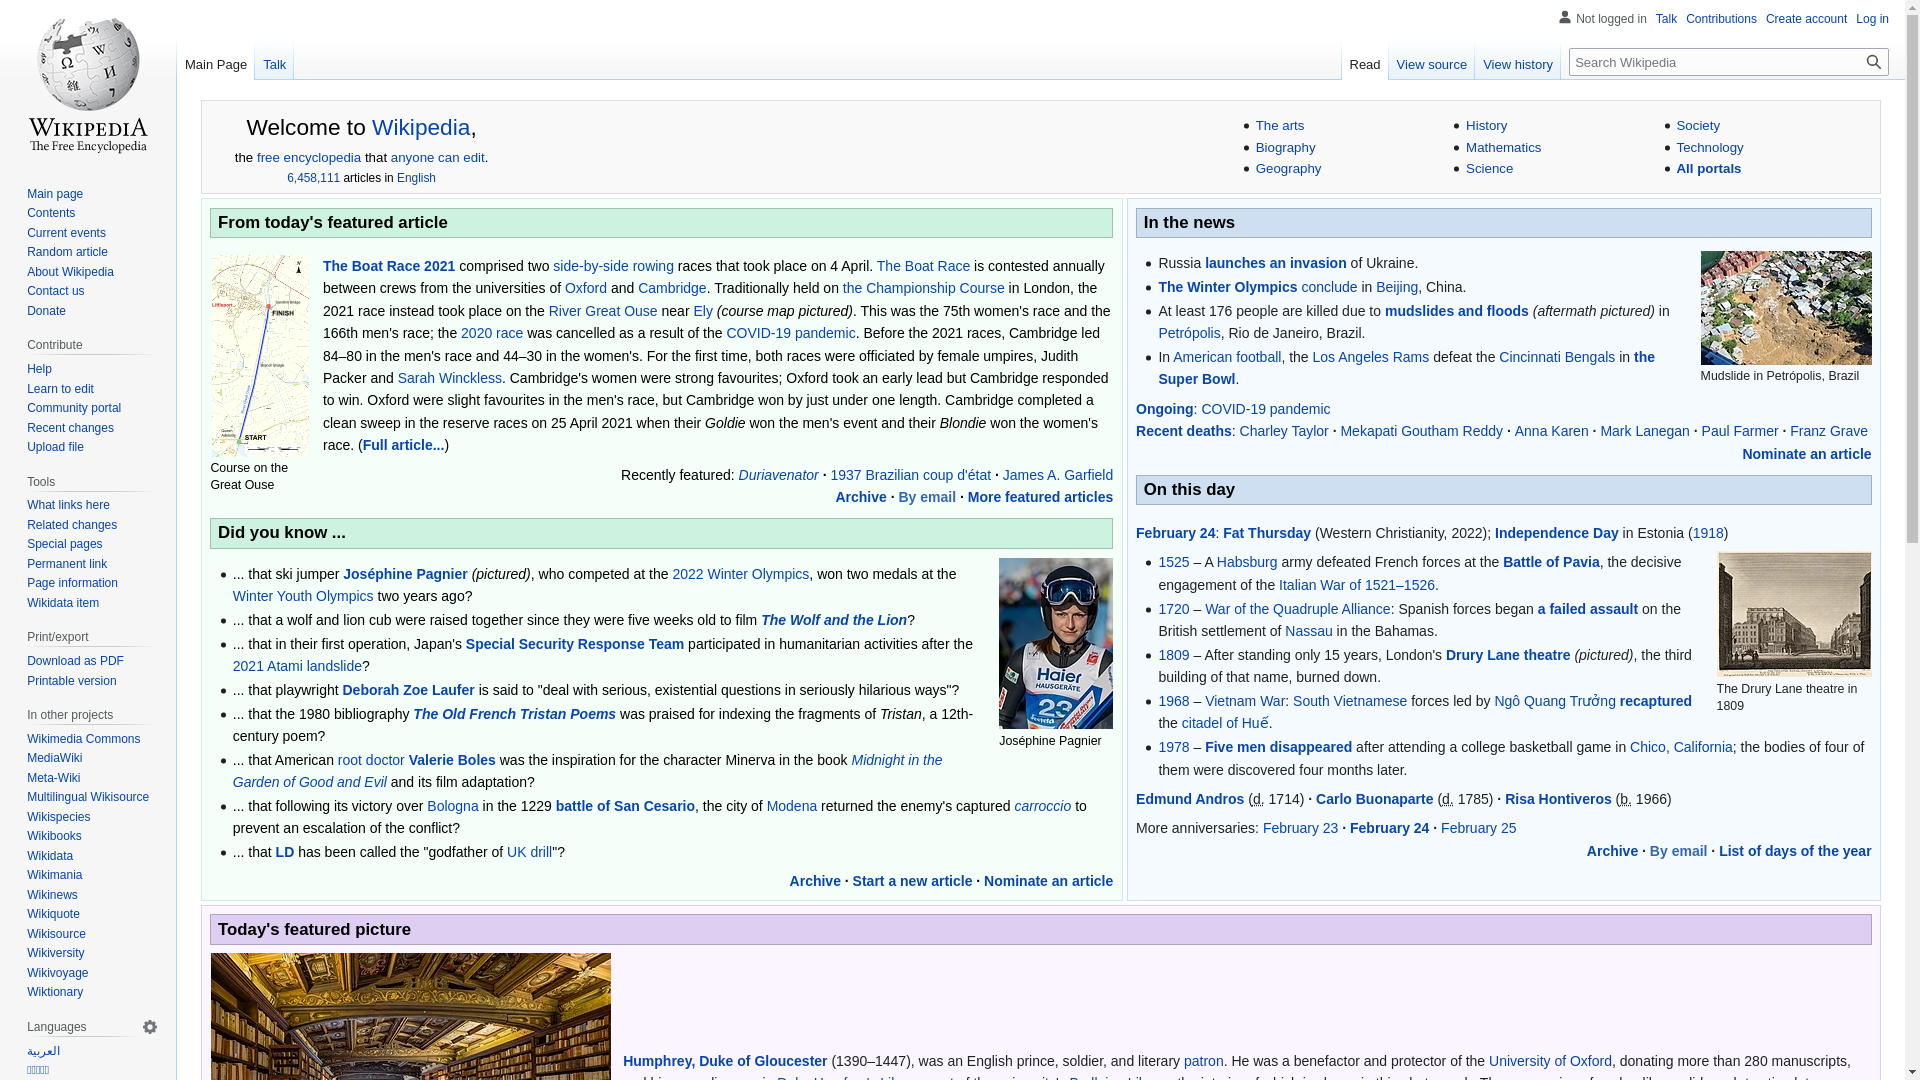 WIKIPEDIA
The Free Encyclopedia
Main page
Contents
Current events
Random article
About Wikipedia
Contact us
Donate
Contribute
Help
Learn to edit
Community portal
Recent changes
Upload file
Tools
What links here
Related changes
Special pages
Permanent link
Page information
Wikidata item
Print/export
Download as PDF
Printable version
In other projects
Wikimedia Commons
MediaWiki
Meta-Wiki
Multilingual Wikisource
Wikispecies
Wikibooks
Wikidata
Wikimania
Wikinews
Wikiquote
Wikisource
Wikiversity
Wikivoyage
Wiktionary
Languages
العربية
Not logged in Talk Contributions Create account Log in
Main Page Talk
Read View source View history Search Wikipedia
Welcome to Wikipedia,
the free encyclopedia that anyone can edit.
6,458,111 articles in English
The arts
Biography
Geography
History
Mathematics
Science
Society
Technology
All portals
From today's featured article
FINISH
START
Course on the
Great Ouse
The Boat Race 2021 comprised two side-by-side rowing races that took place on 4 April. The Boat Race is contested annually
between crews from the universities of Oxford and Cambridge. Traditionally held on the Championship Course in London, the
2021 race instead took place on the River Great Ouse near Ely (course map pictured). This was the 75th women's race and the
166th men's race; the 2020 race was cancelled as a result of the COVID-19 pandemic. Before the 2021 races, Cambridge led
84–80 in the men's race and 44–30 in the women's. For the first time, both races were officiated by female umpires, Judith
Packer and Sarah Winckless. Cambridge's women were strong favourites; Oxford took an early lead but Cambridge responded
to win. Oxford were slight favourites in the men's race, but Cambridge won by just under one length. Cambridge completed a
clean sweep in the reserve races on 25 April 2021 when their Goldie won the men's event and their Blondie won the women's
race. (Full article...)
Recently featured: Duriavenator · 1937 Brazilian coup d'état · James A. Garfield
Archive · By email · More featured articles
Did you know ...
... that ski jumper Joséphine Pagnier (pictured), who competed at the 2022 Winter Olympics, won two medals at the
Winter Youth Olympics two years ago?
... that a wolf and lion cub were raised together since they were five weeks old to film The Wolf and the Lion?
... that in their first operation, Japan's Special Security Response Team participated in humanitarian activities after the
2021 Atami landslide?
... that playwright Deborah Zoe Laufer is said to "deal with serious, existential questions in seriously hilarious ways"?
... that the 1980 bibliography The Old French Tristan Poems was praised for indexing the fragments of Tristan, a 12th-
century poem?
... that American root doctor Valerie Boles was the inspiration for the character Minerva in the book Midnight in the
Garden of Good and Evil and its film adaptation?
... that following its victory over Bologna in the 1229 battle of San Cesario, the city of Modena returned the enemy's captured carroccio to
prevent an escalation of the conflict?
... that LD has been called the "godfather of UK drill"?
Haier
HAUSGERÄTE
23
Joséphine Pagnier
Archive · Start a new article · Nominate an article
In the news
Russia launches an invasion of Ukraine.
The Winter Olympics conclude in Beijing, China.
At least 176 people are killed due to mudslides and floods (aftermath pictured) in
Petrópolis, Rio de Janeiro, Brazil.
In American football, the Los Angeles Rams defeat the Cincinnati Bengals in the
Super Bowl.
Mudslide in Petrópolis, Brazil
Ongoing: COVID-19 pandemic
Recent deaths: Charley Taylor · Mekapati Goutham Reddy · Anna Karen · Mark Lanegan · Paul Farmer · Franz Grave
Nominate an article
On this day
February 24: Fat Thursday (Western Christianity, 2022); Independence Day in Estonia (1918)
1525 – A Habsburg army defeated French forces at the Battle of Pavia, the decisive
engagement of the Italian War of 1521–1526.
1720 – War of the Quadruple Alliance: Spanish forces began a failed assault on the
British settlement of Nassau in the Bahamas.
1809 – After standing only 15 years, London's Drury Lane theatre (pictured), the third
building of that name, burned down.
1968 – Vietnam War: South Vietnamese forces led by Ngô Quang Trưởng recaptured
the citadel of Huế.
1978 – Five men disappeared after attending a college basketball game in Chico, California; the bodies of four of
them were discovered four months later.
The Drury Lane theatre in
1809
Edmund Andros (d. 1714) · Carlo Buonaparte (d. 1785) · Risa Hontiveros (b. 1966)
More anniversaries: February 23 · February 24 · February 25
Archive · By email · List of days of the year
Today's featured picture
Humphrey, Duke of Gloucester (1390–1447), was an English prince, soldier, and literary patron. He was a benefactor and protector of the University of Oxford, donating more than 280 manuscripts,